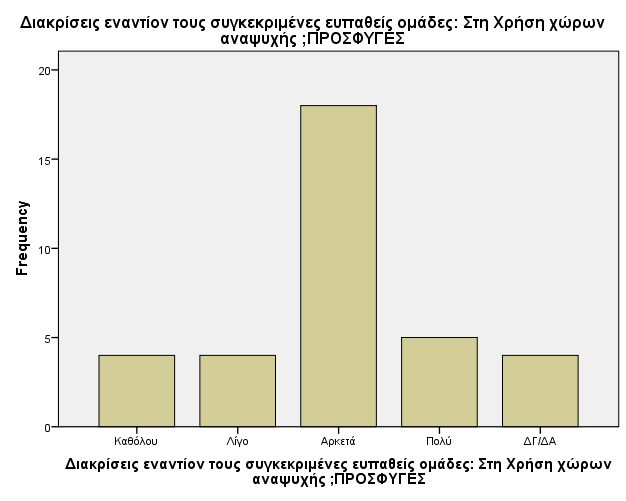 Διακρίσεις εναντίον τους συγκεκριμένες ευπαθείς ομάδες: Στη Χρήση χώρων
αναψυχής ;ΠΡΟΣΦΥΓΕΣ
20
15
10
5
0
Frequency
Καθόλου Λίγο Αρκετά Πολύ ΔΓ/ΔΑ
Διακρίσεις εναντίον τους συγκεκριμένες ευπαθείς ομάδες: Στη Χρήση χώρων
αναψυχής ;ΠΡΟΣΦΥΓΕΣ